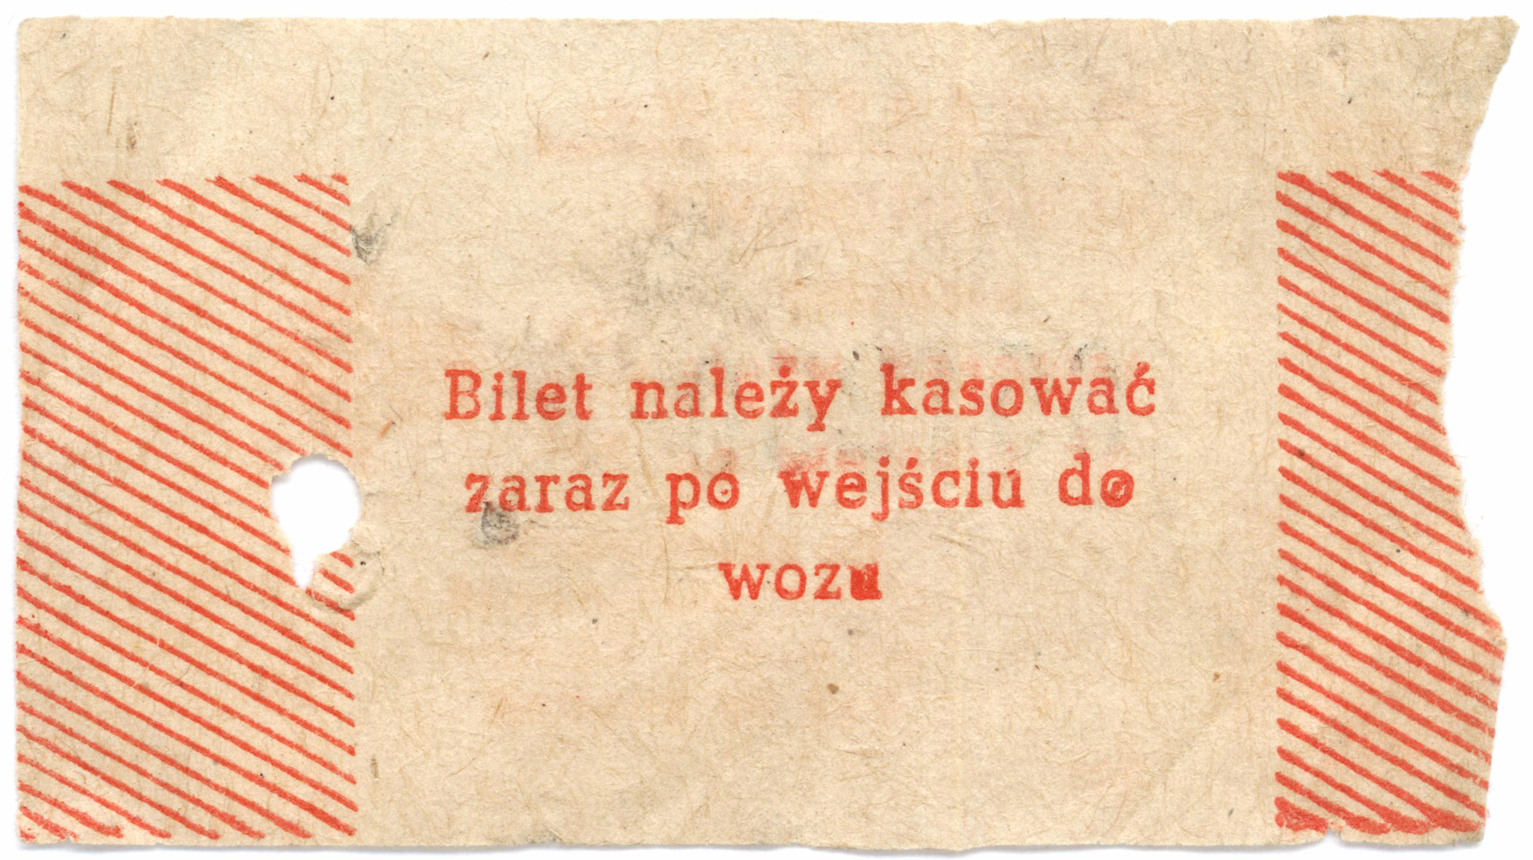 Bilet należy kasować
zaraz po wejściu do
wozu